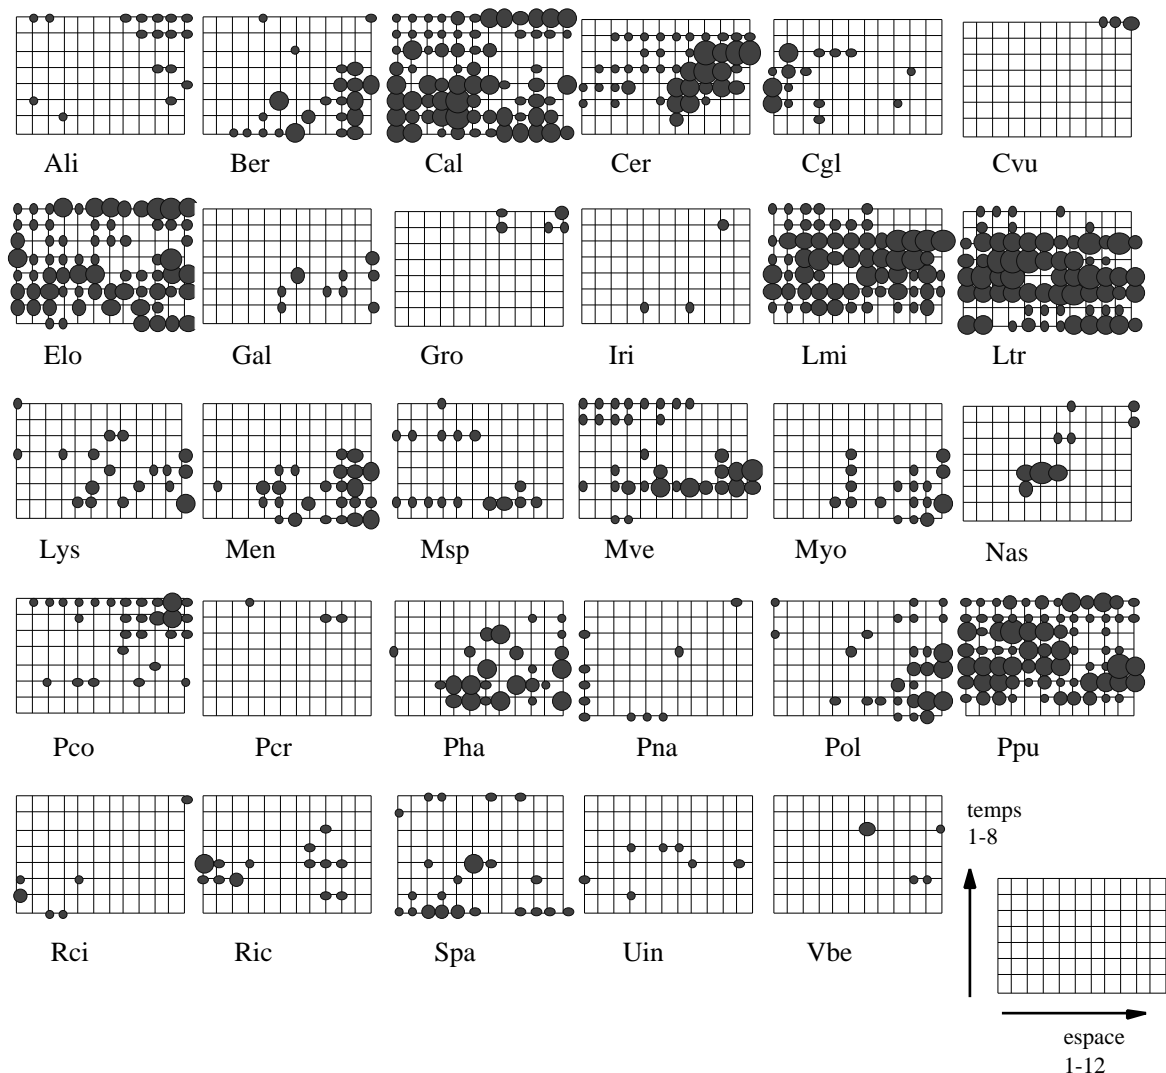 Ali Ber Cal Cer Cgl Cvu
Elo Gal Gro Iri Lmi Ltr
Lys Men Msp Mve Myo Nas
Pco Pcr Pha Pna Pol Ppu
Rci Ric Spa Uin Vbe
temps
1-8
espace
1-12